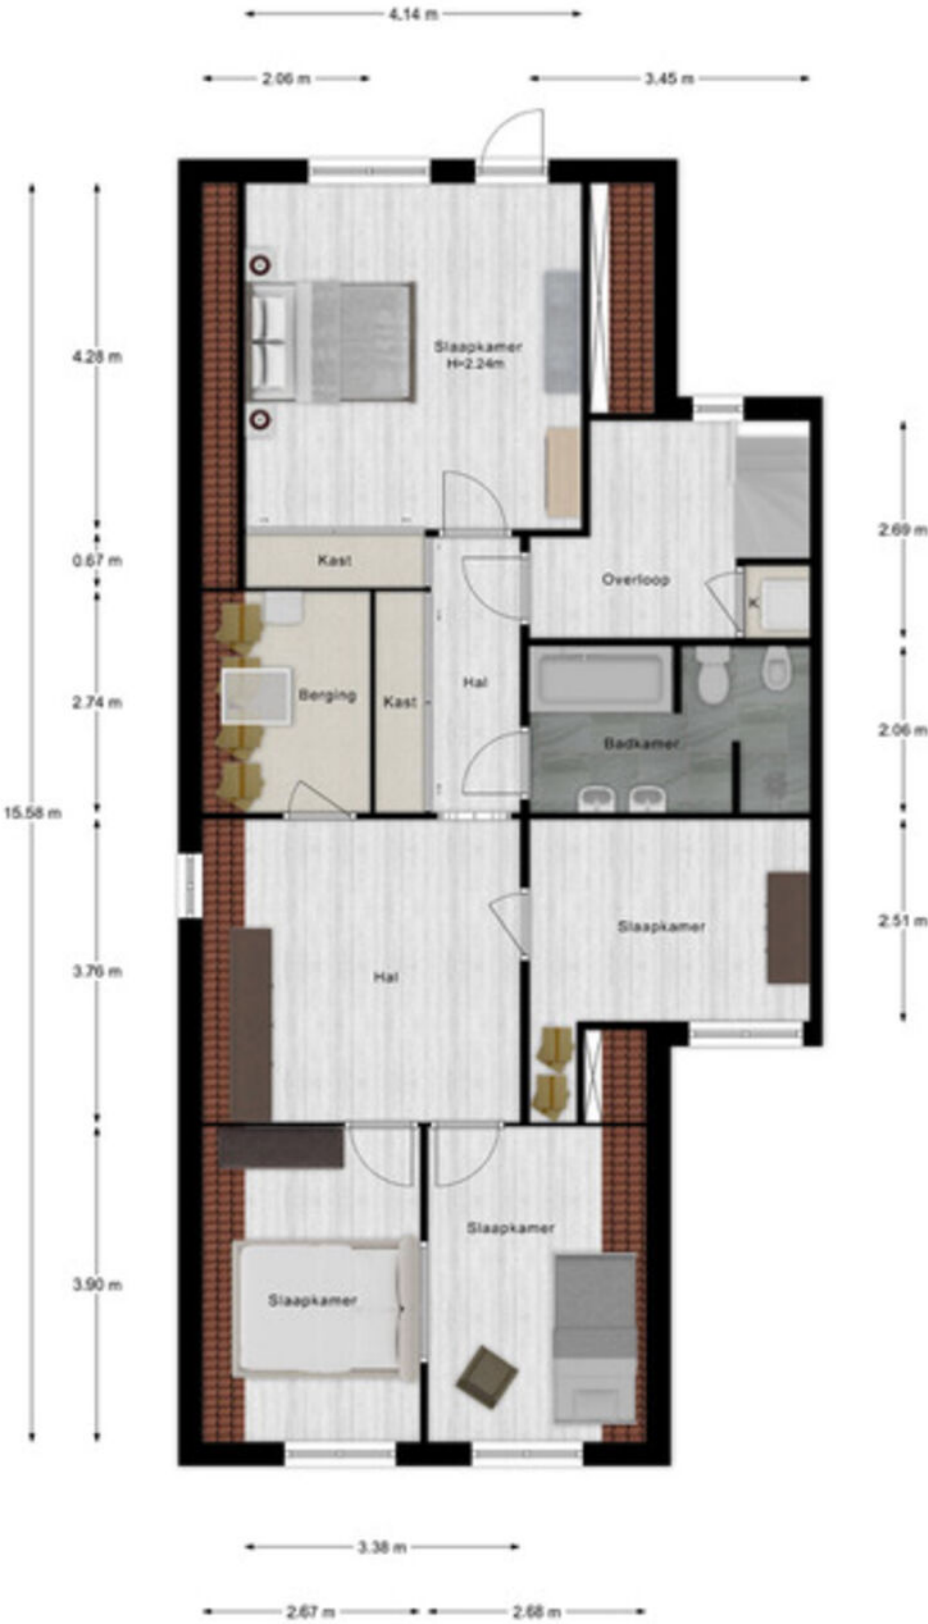 4.14 m
2.06 m
3.45 m
Slaapkamer
H=2.24m
4.28 m
2.69 m
0.67 m
Kast
Overloop
K
Hal
Berging
Kast
2.74 m
2.06 m
Badkamer
15.58 m
Slaapkamer
2.51 m
Hal
3.76 m
Slaapkamer
3.90 m
Slaapkamer
3.38 m
2.67 m
2.68 m